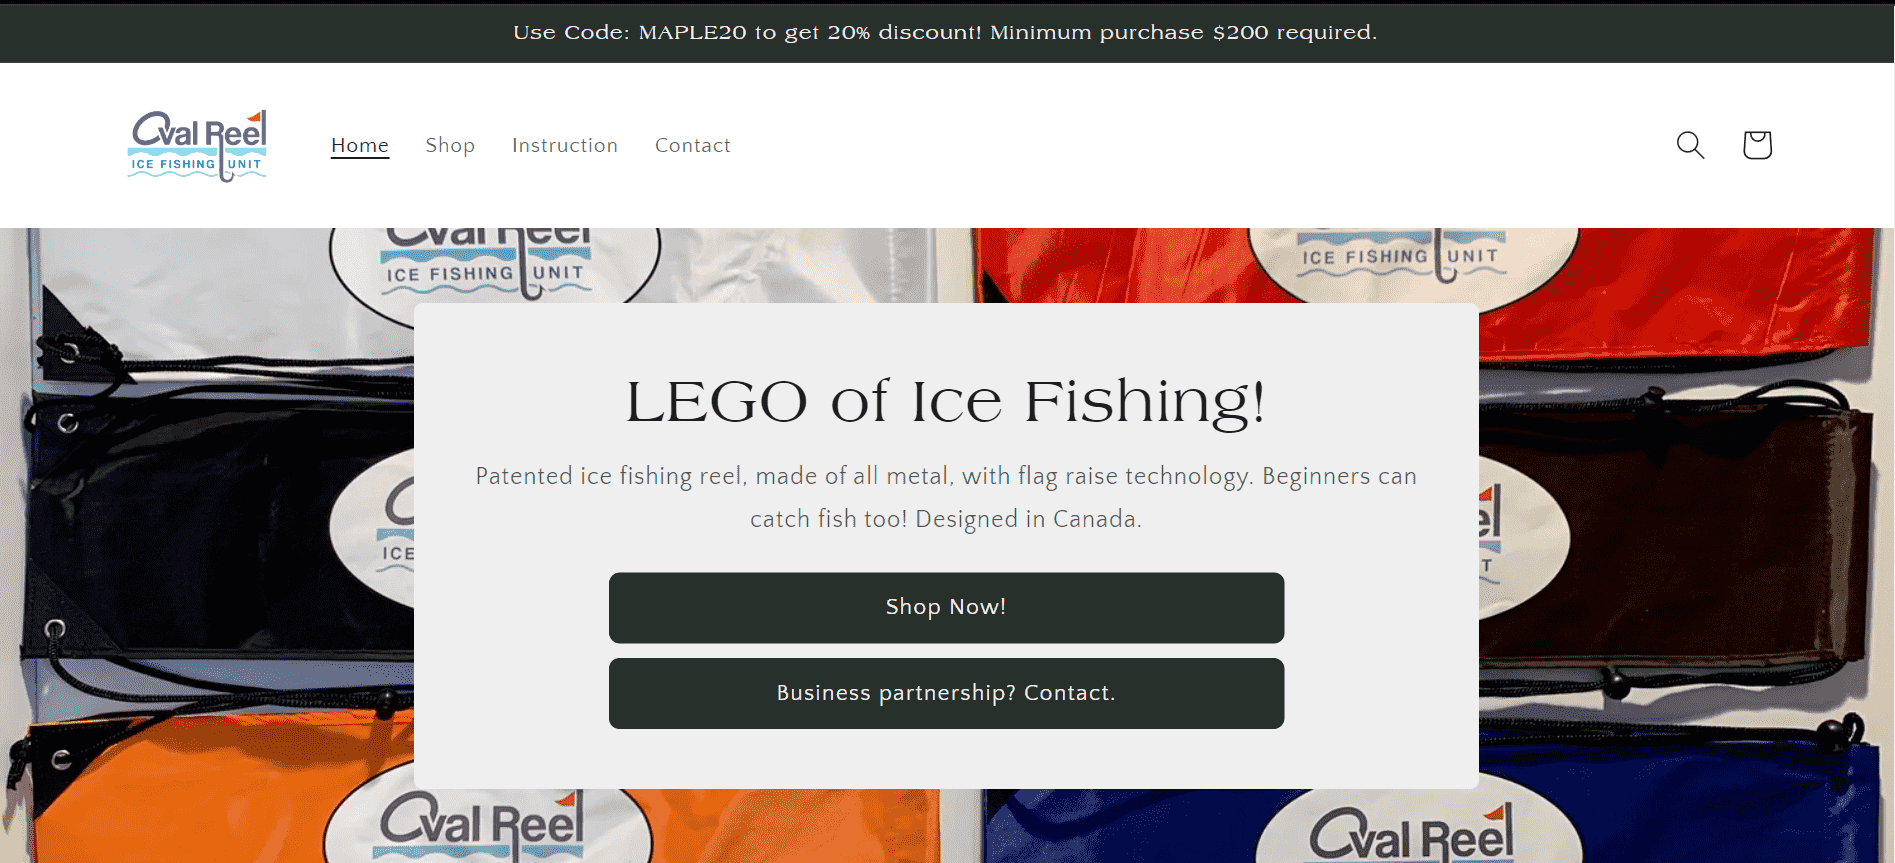 Use Code: MAPLE20 to get 20% discount! Minimum purchase $200 required.
Oval Reel
ICE FISHING UNIT
Home
Shop
Instruction
Contact
Oval Reel
ICE FISHING UNIT
ICE FISHING UNIT
LEGO of Ice Fishing!
Patented ice fishing reel, made of all metal, with flag raise technology. Beginners can
catch fish too! Designed in Canada.
ICE
Shop Now!
Business partnership? Contact.
Oval Reel
Oval Reel